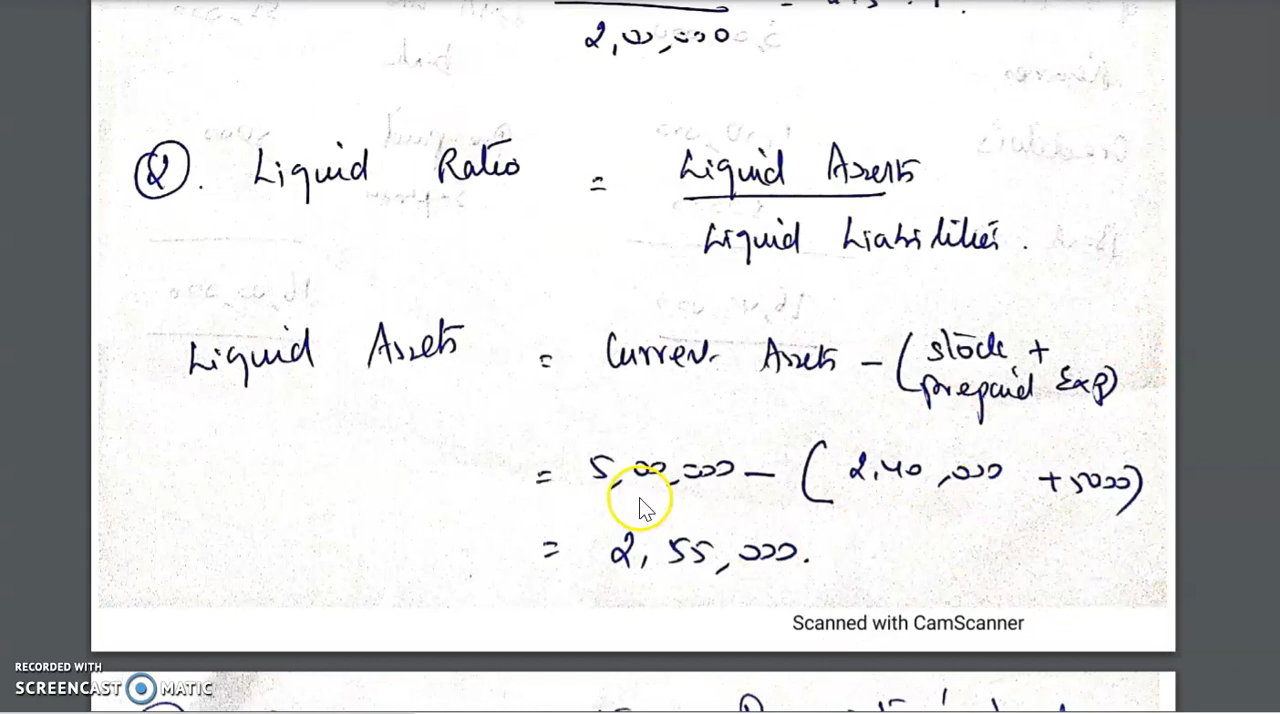 2,00,000
2. Liquid Ratio = Liquid Assets
Liquid Liabilities.
Liquid Assets = Current Assets – (stock +
prepaid Exp)
= 5,00,000 – (2,40,000 + 5000)
= 2,55,000.
Scanned with CamScanner
RECORDED WITH
SCREENCAST MATIC